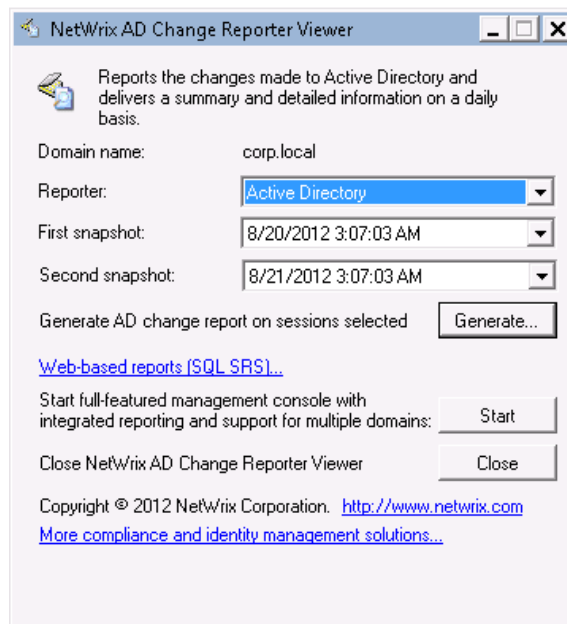 NetWrix AD Change Reporter Viewer
Reports the changes made to Active Directory and
delivers a summary and detailed information on a daily
basis.
Domain name: corp.local
Reporter: Active Directory
First snapshot: 8/20/2012 3:07:03 AM
Second snapshot: 8/21/2012 3:07:03 AM
Generate AD change report on sessions selected Generate...
Web-based reports (SQL SRS)...
Start full-featured management console with
integrated reporting and support for multiple domains: Start
Close NetWrix AD Change Reporter Viewer Close
Copyright © 2012 NetWrix Corporation. http://www.netwrix.com
More compliance and identity management solutions...